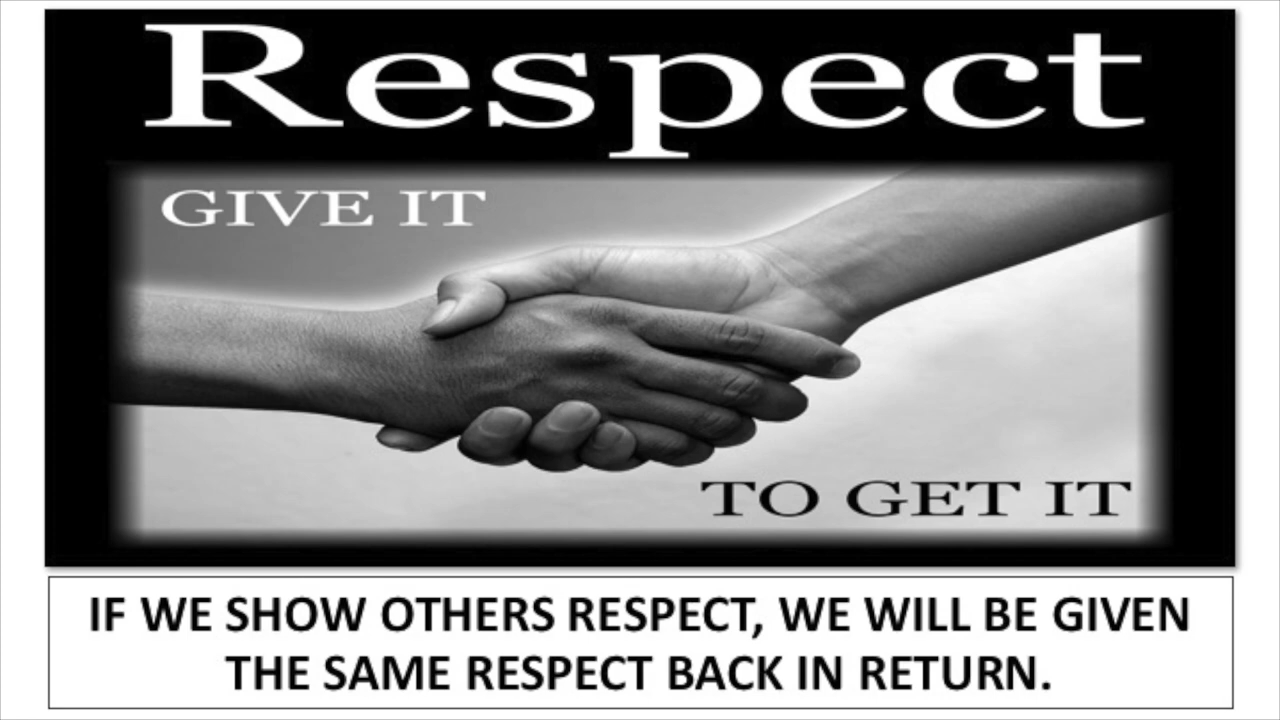 Respect
GIVE IT
TO GET IT
IF WE SHOW OTHERS RESPECT, WE WILL BE GIVEN
THE SAME RESPECT BACK IN RETURN.